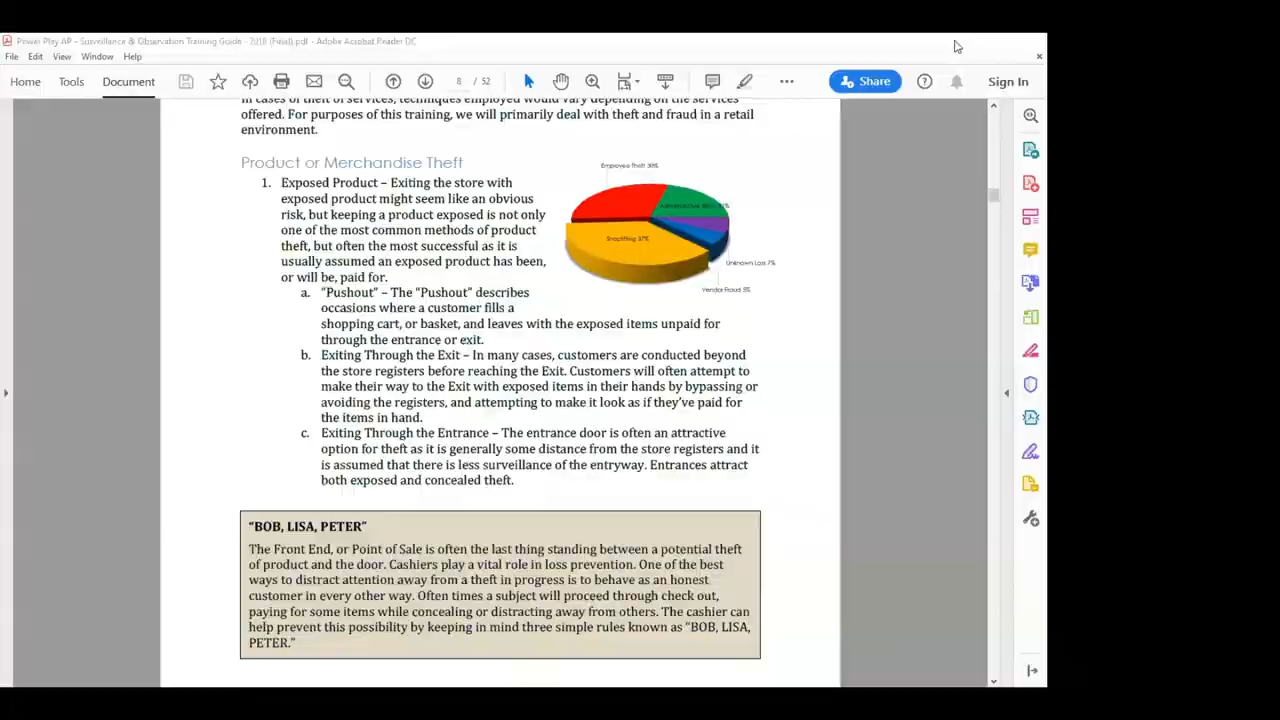 Power Play AP - Surveillance & Observation Training Guide - 2018 (Final).pdf - Adobe Acrobat Reader DC
File Edit View Window Help
Home Tools Document 8 / 52 Share Sign In
In cases of theft of services, techniques employed would vary depending on the services
offered. For purposes of this training, we will primarily deal with theft and fraud in a retail
environment.
Product or Merchandise Theft
1. Exposed Product – Exiting the store with
exposed product might seem like an obvious
risk, but keeping a product exposed is not only
one of the most common methods of product
theft, but often the most successful as it is
usually assumed an exposed product has been,
or will be, paid for.
Employee Theft
Shoplifting 37%
Unknown Loss 7%
Vendor Fraud 5%
a. “Pushout” – The “Pushout” describes
occasions where a customer fills a
shopping cart, or basket, and leaves with the exposed items unpaid for
through the entrance or exit.
b. Exiting Through the Exit – In many cases, customers are conducted beyond
the store registers before reaching the Exit. Customers will often attempt to
make their way to the Exit with exposed items in their hands by bypassing or
avoiding the registers, and attempting to make it look as if they’ve paid for
the items in hand.
c. Exiting Through the Entrance – The entrance door is often an attractive
option for theft as it is generally some distance from the store registers and it
is assumed that there is less surveillance of the entryway. Entrances attract
both exposed and concealed theft.
“BOB, LISA, PETER”
The Front End, or Point of Sale is often the last thing standing between a potential theft
of product and the door. Cashiers play a vital role in loss prevention. One of the best
ways to distract attention away from a theft in progress is to behave as an honest
customer in every other way. Often times a subject will proceed through check out,
paying for some items while concealing or distracting away from others. The cashier can
help prevent this possibility by keeping in mind three simple rules known as “BOB, LISA,
PETER.”